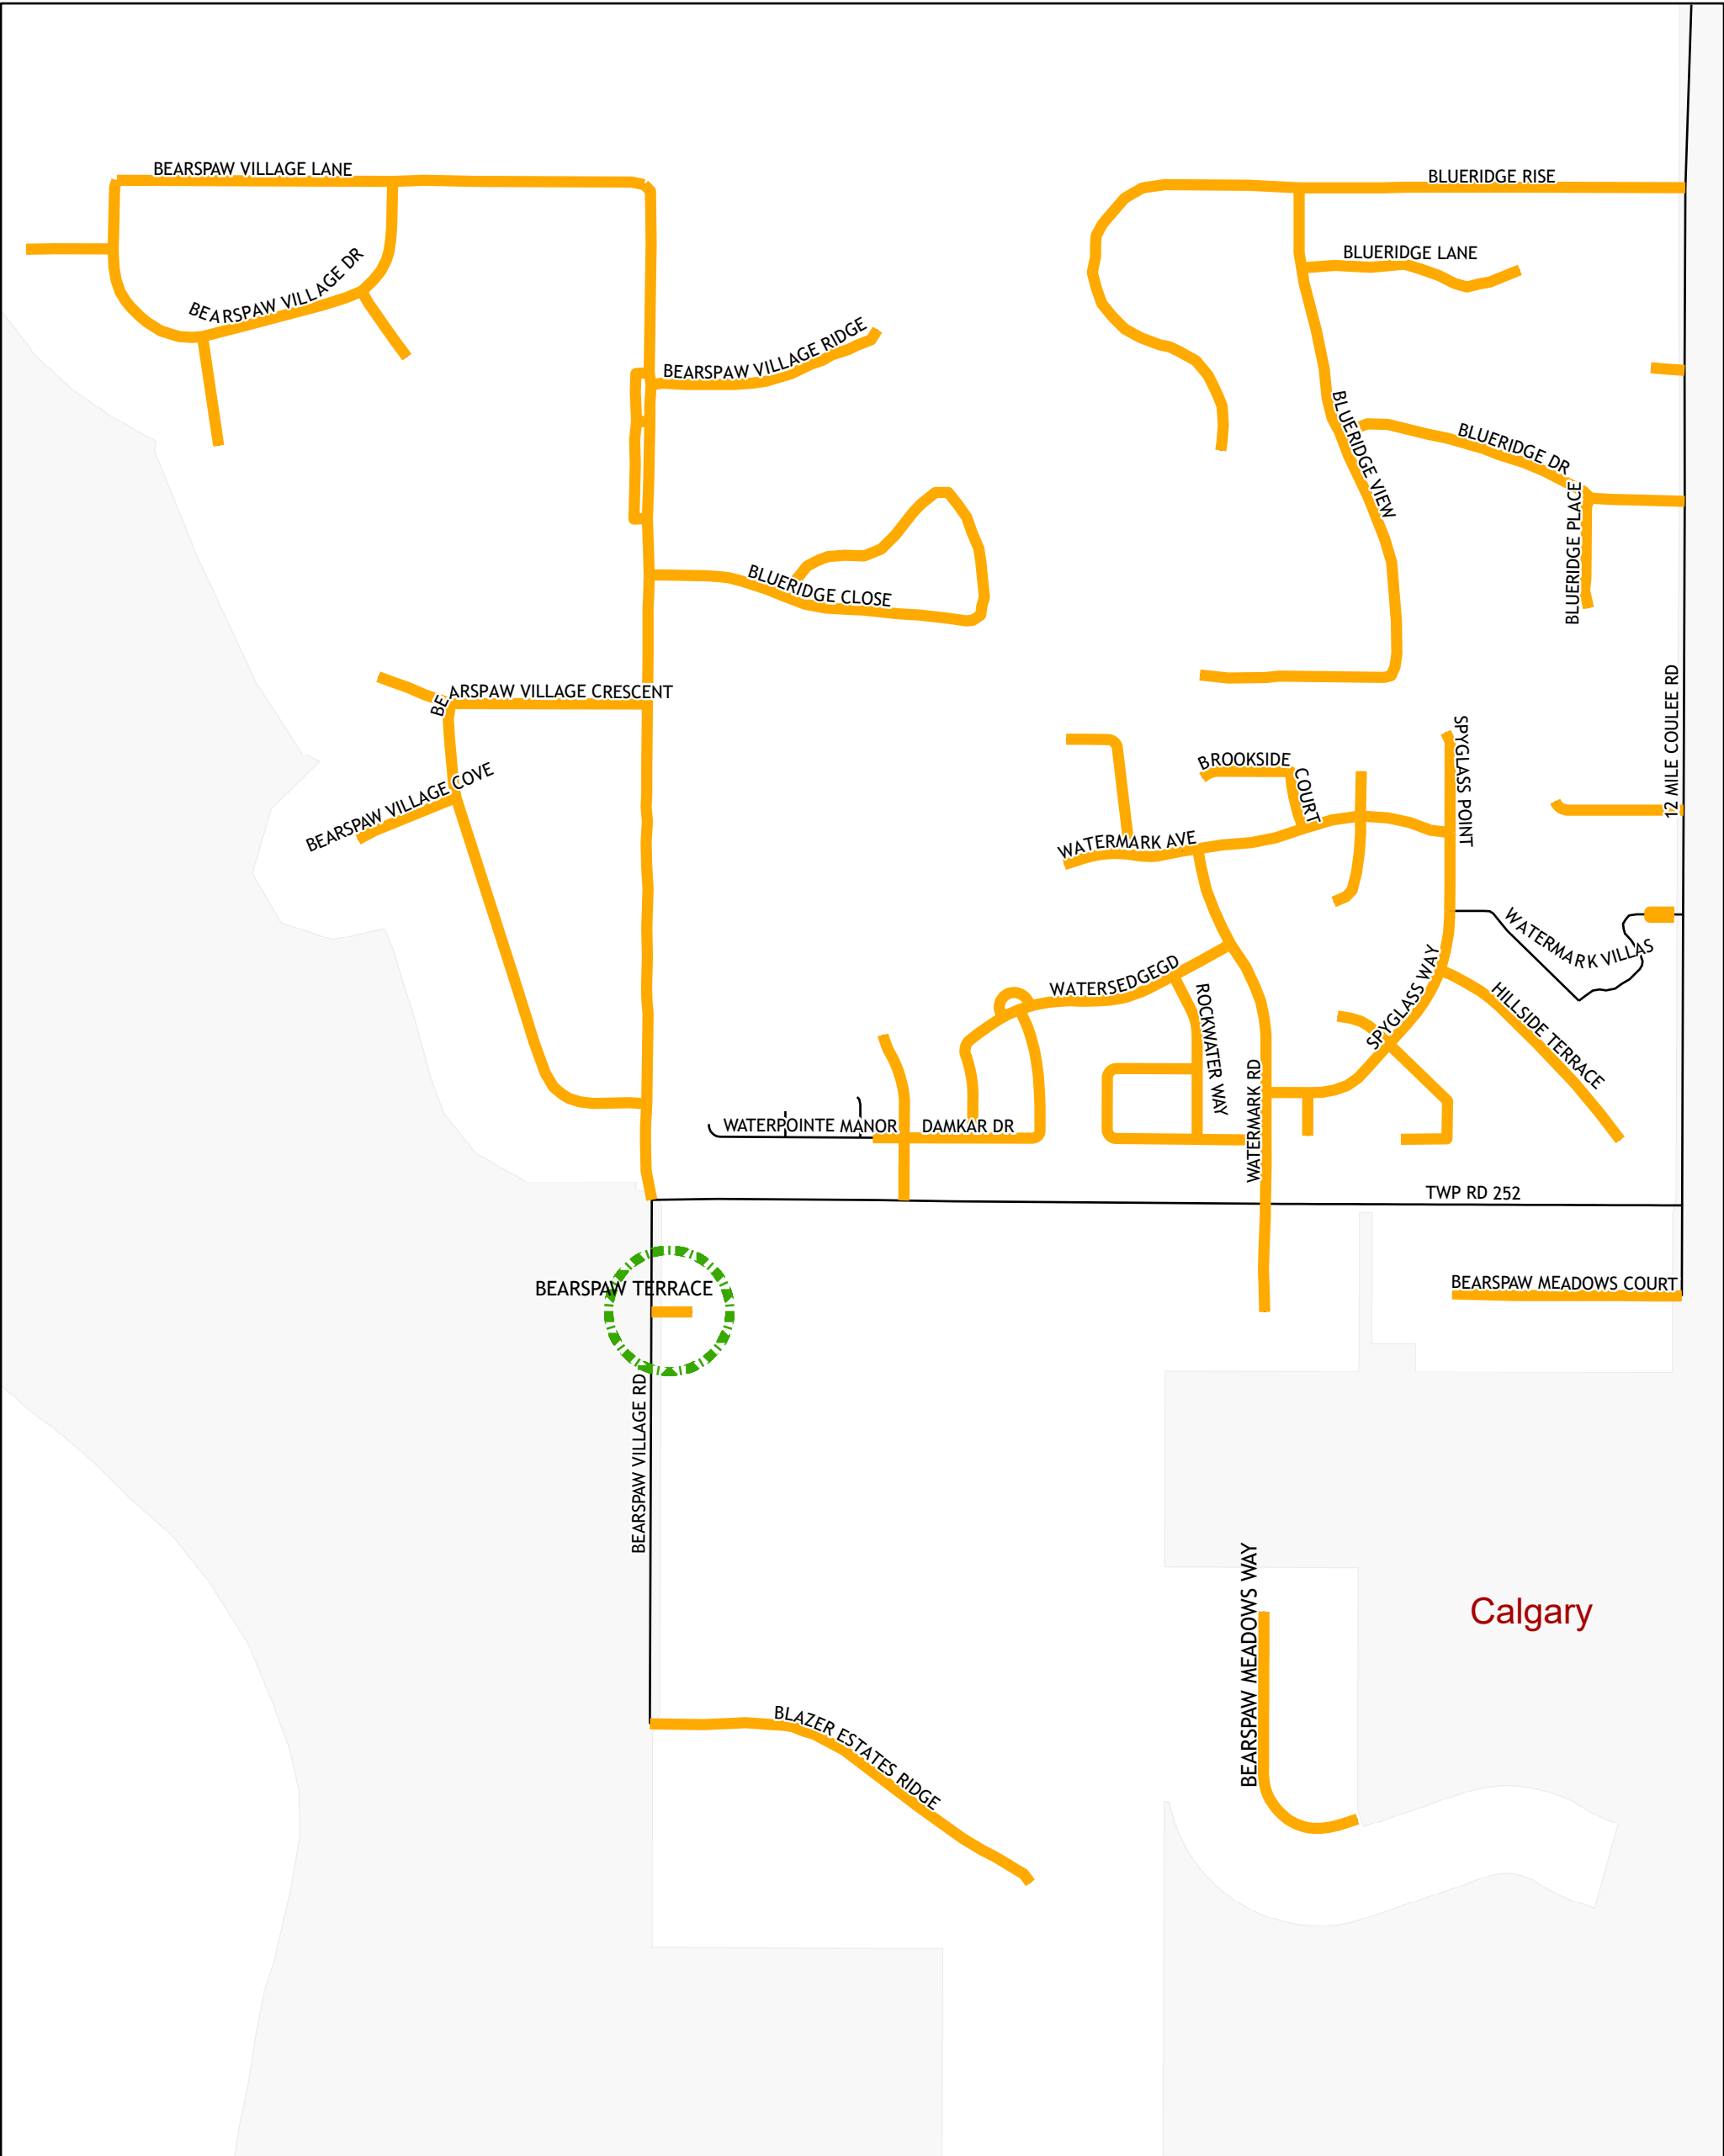 BEARSPAW VILLAGE LANE
BLUERIDGE RISE
BLUERIDGE LANE
BEARSPAW VILLAGE DR
BEARSPAW VILLAGE RIDGE
BLUERIDGE VIEW
BLUERIDGE DR
BLUERIDGE PLACE
BLUERIDGE CLOSE
BEARSPAW VILLAGE CRESCENT
12 MILE COULEE RD
SPYGLASS POINT
BROOKSIDE COURT
BEARSPAW VILLAGE COVE
WATERMARK AVE
WATERMARK VILLAS
WATERSEDGEGD
SPYGLASS WAY
HILLSIDE TERRACE
ROCKWATER WAY
WATERMARK RD
WATERPOINTE MANOR
DAMKAR DR
TWP RD 252
BEARSPAW TERRACE
BEARSPAW MEADOWS COURT
BEARSPAW VILLAGE RD
BEARSPAW MEADOWS WAY
Calgary
BLAZER ESTATES RIDGE